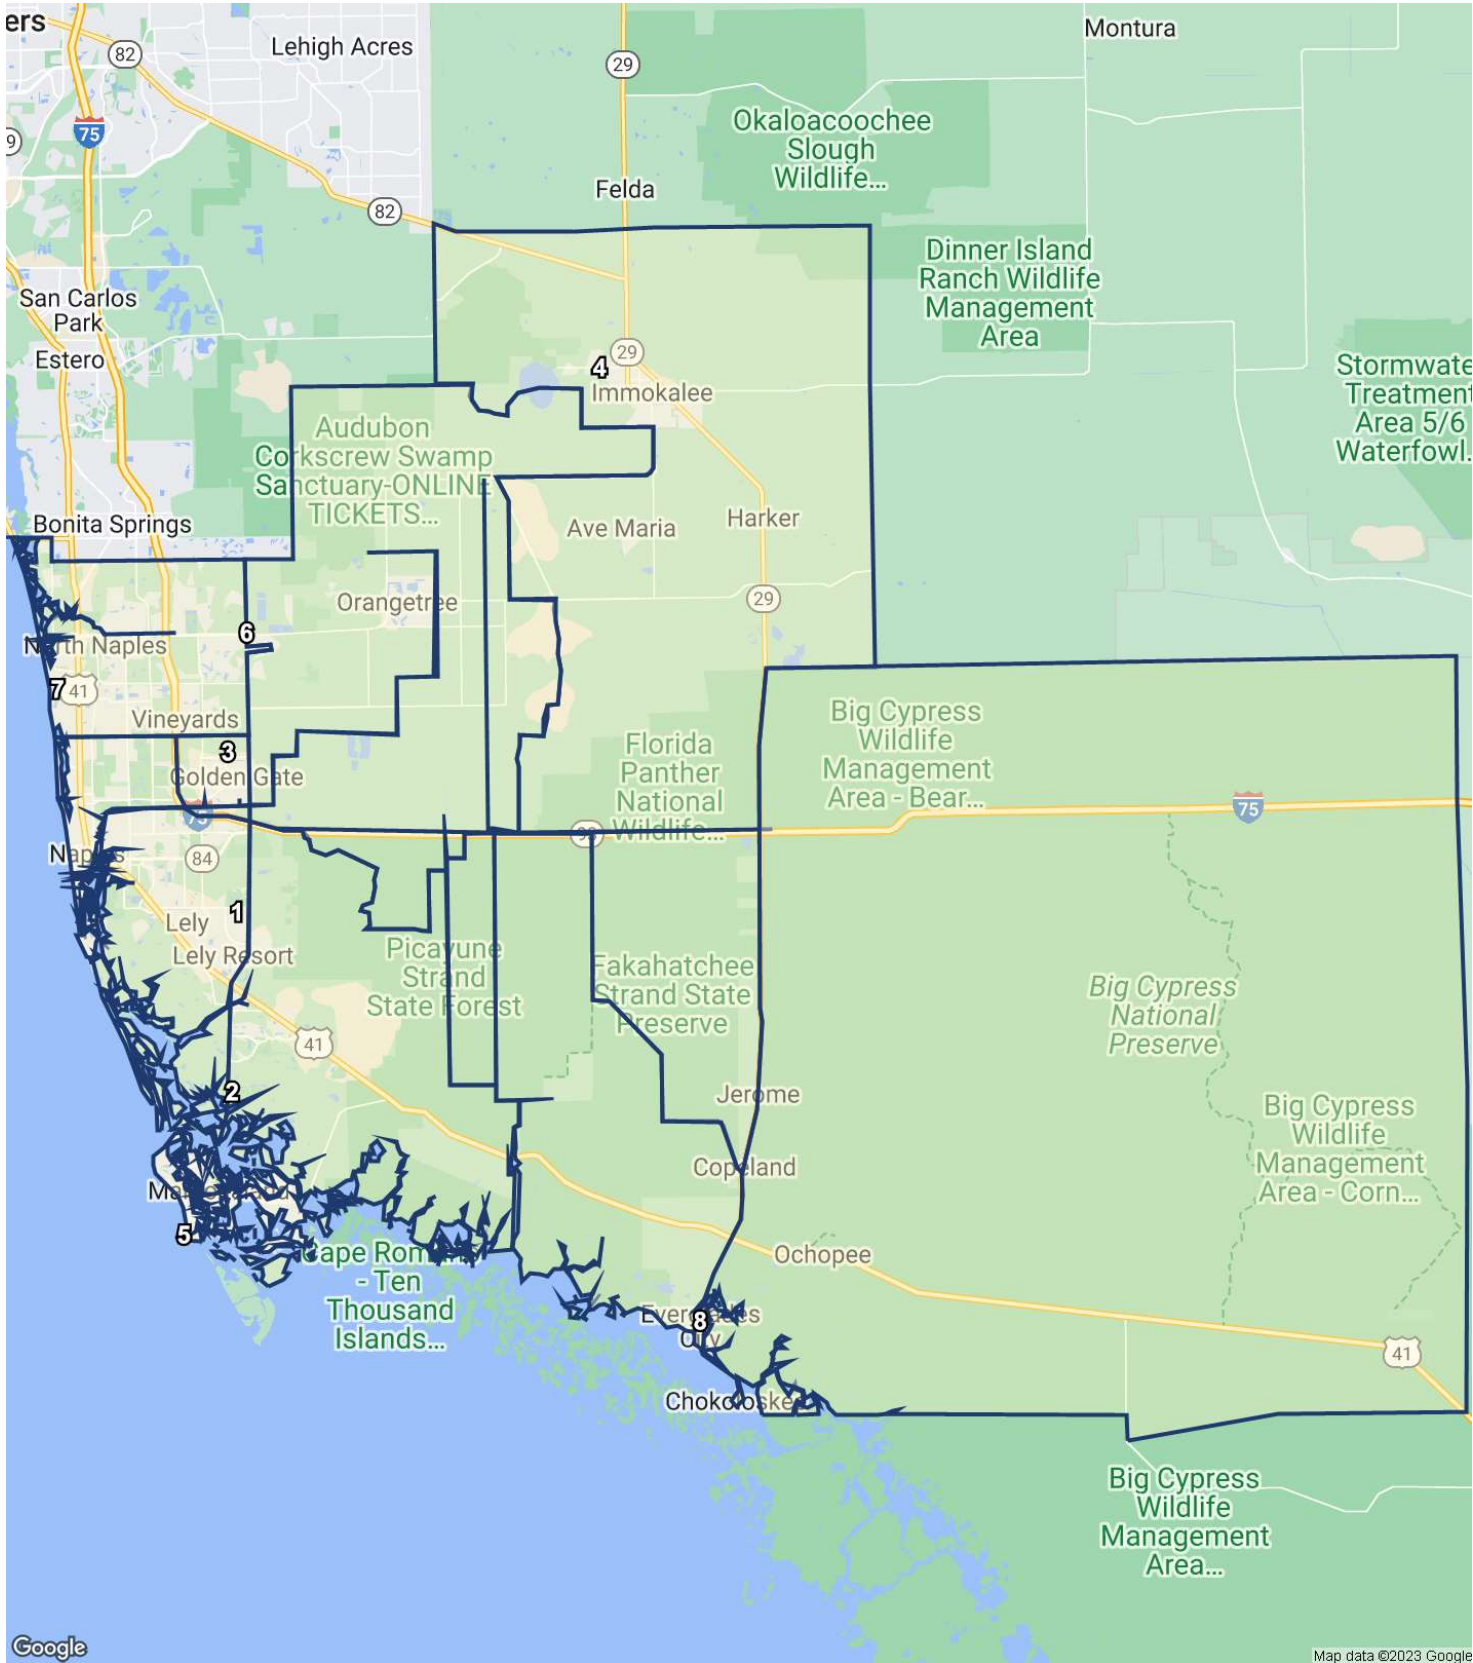 ers
82
Lehigh Acres
29
Montura
75
9
Okaloacoochee
Slough
Wildlife...
Felda
82
Dinner Island
Ranch Wildlife
Management
Area
San Carlos
Park
Estero
4
29
Immokalee
Stormwate
Treatment
Area 5/6
Waterfowl..
Audubon
Corkscrew Swamp
Sanctuary-ONLINE
TICKETS...
Bonita Springs
Ave Maria
Harker
Orangetree
29
6
North Naples
7
41
Vineyards
3
Golden Gate
Florida
Panther
National
Wildlife...
Big Cypress
Wildlife
Management
Area - Bear...
75
75
93
Naples
84
1
Lely
Lely Resort
Picayune
Strand
State Forest
Fakahatchee
Strand State
Preserve
Big Cypress
National
Preserve
41
2
Jerome
Copeland
Big Cypress
Wildlife
Management
Area - Corn...
5
Cape Romano
- Ten
Thousand
Islands...
Ochopee
Everglades
City
8
41
Chokoloskee
Big Cypress
Wildlife
Management
Area...
Google
Map data ©2023 Google